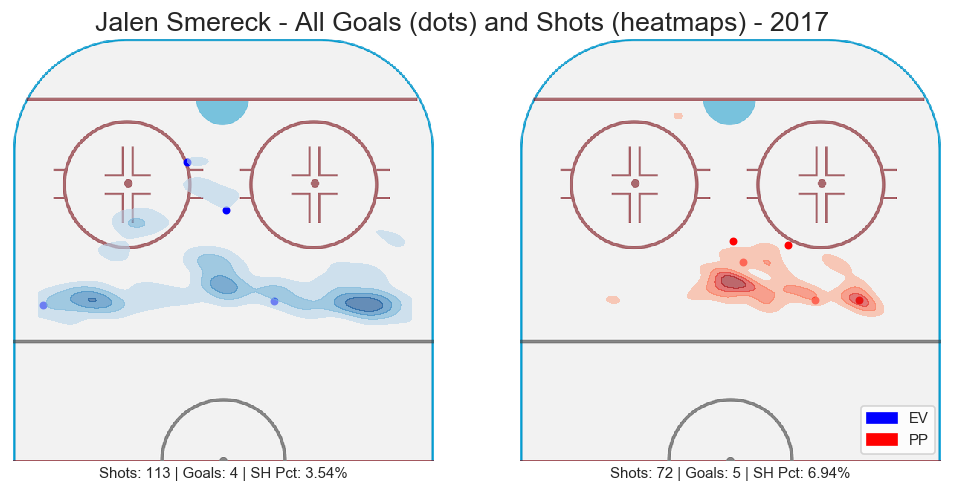 Jalen Smereck - All Goals (dots) and Shots (heatmaps) - 2017
EV
PP
Shots: 113 | Goals: 4 | SH Pct: 3.54%
Shots: 72 | Goals: 5 | SH Pct: 6.94%